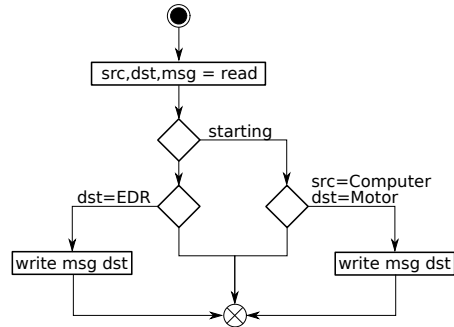 src,dst,msg = read
starting
dst=EDR
src=Computer
dst=Motor
write msg dst
write msg dst